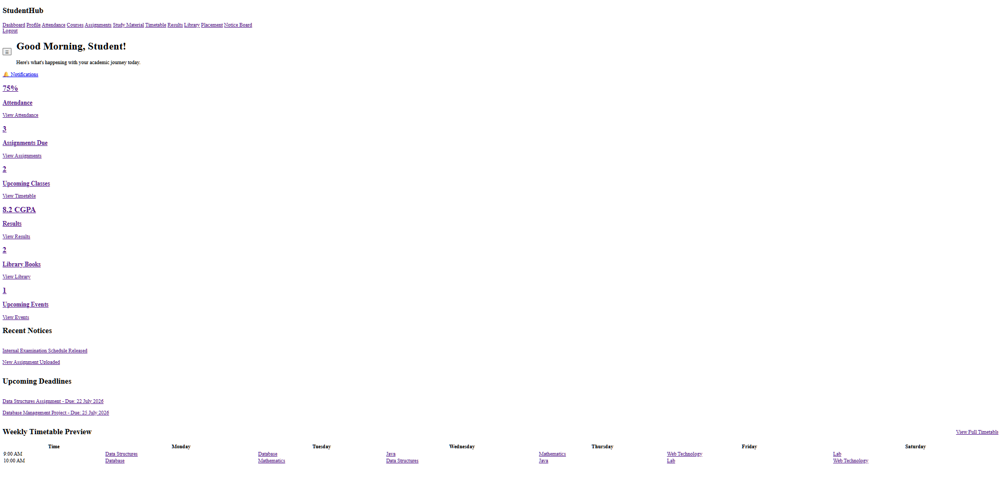 StudentHub
Dashboard Profile Attendance Courses Assignments Study Material Timetable Results Library Placement Notice Board
Logout
☰ Good Morning, Student!
Here's what's happening with your academic journey today.
🔔 Notifications
75%
Attendance
View Attendance
3
Assignments Due
View Assignments
2
Upcoming Classes
View Timetable
8.2 CGPA
Results
View Results
2
Library Books
View Library
1
Upcoming Events
View Events
Recent Notices
Internal Examination Schedule Released
New Assignment Uploaded
Upcoming Deadlines
Data Structures Assignment - Due: 22 July 2026
Database Management Project - Due: 25 July 2026
Weekly Timetable Preview View Full Timetable
Time Monday Tuesday Wednesday Thursday Friday Saturday
9:00 AM Data Structures Database Java Mathematics Web Technology Lab
10:00 AM Database Mathematics Data Structures Java Lab Web Technology